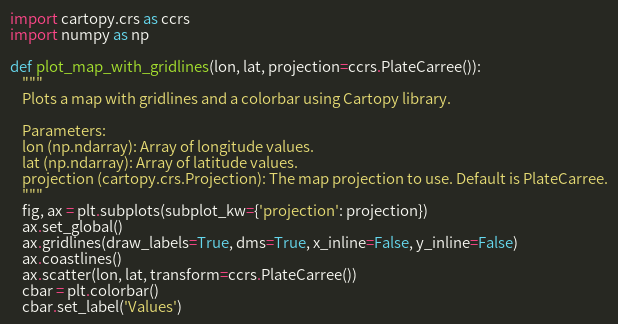 import cartopy.crs as ccrs
import numpy as np

def plot_map_with_gridlines(lon, lat, projection=ccrs.PlateCarree()):
    """
    Plots a map with gridlines and a colorbar using Cartopy library.

    Parameters:
    lon (np.ndarray): Array of longitude values.
    lat (np.ndarray): Array of latitude values.
    projection (cartopy.crs.Projection): The map projection to use. Default is PlateCarree.
    """
    fig, ax = plt.subplots(subplot_kw={'projection': projection})
    ax.set_global()
    ax.gridlines(draw_labels=True, dms=True, x_inline=False, y_inline=False)
    ax.coastlines()
    ax.scatter(lon, lat, transform=ccrs.PlateCarree())
    cbar = plt.colorbar()
    cbar.set_label('Values')